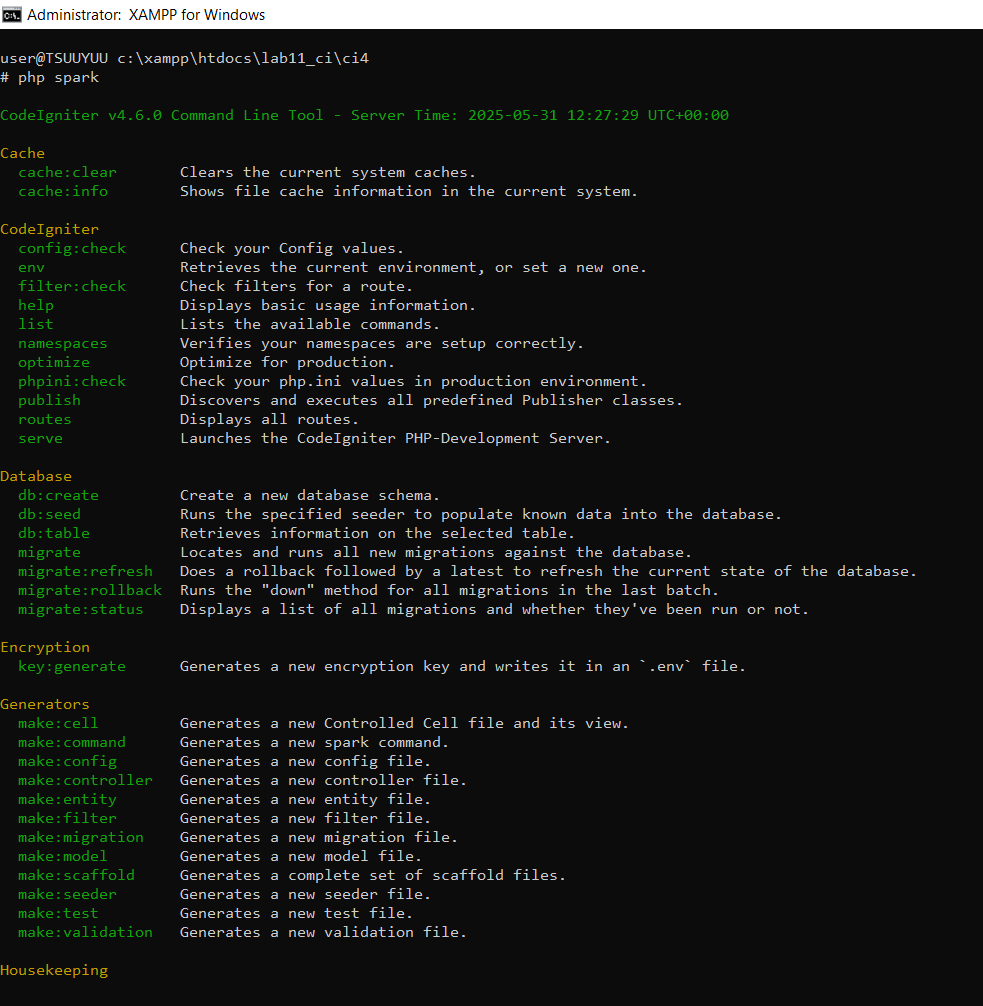 Administrator:  XAMPP for Windows
user@TSUUYUU c:\xampp\htdocs\lab11_ci\ci4
# php spark
CodeIgniter v4.6.0 Command Line Tool - Server Time: 2025-05-31 12:27:29 UTC+00:00
Cache
  cache:clear       Clears the current system caches.
  cache:info        Shows file cache information in the current system.
CodeIgniter
  config:check      Check your Config values.
  env               Retrieves the current environment, or set a new one.
  filter:check      Check filters for a route.
  help              Displays basic usage information.
  list              Lists the available commands.
  namespaces        Verifies your namespaces are setup correctly.
  optimize          Optimize for production.
  phpini:check      Check your php.ini values in production environment.
  publish           Discovers and executes all predefined Publisher classes.
  routes            Displays all routes.
  serve             Launches the CodeIgniter PHP-Development Server.
Database
  db:create         Create a new database schema.
  db:seed           Runs the specified seeder to populate known data into the database.
  db:table          Retrieves information on the selected table.
  migrate           Locates and runs all new migrations against the database.
  migrate:refresh   Does a rollback followed by a latest to refresh the current state of the database.
  migrate:rollback  Runs the "down" method for all migrations in the last batch.
  migrate:status    Displays a list of all migrations and whether they've been run or not.
Encryption
  key:generate      Generates a new encryption key and writes it in an `.env` file.
Generators
  make:cell         Generates a new Controlled Cell file and its view.
  make:command      Generates a new spark command.
  make:config       Generates a new config file.
  make:controller   Generates a new controller file.
  make:entity       Generates a new entity file.
  make:filter       Generates a new filter file.
  make:migration    Generates a new migration file.
  make:model        Generates a new model file.
  make:scaffold     Generates a complete set of scaffold files.
  make:seeder       Generates a new seeder file.
  make:test         Generates a new test file.
  make:validation   Generates a new validation file.
Housekeeping